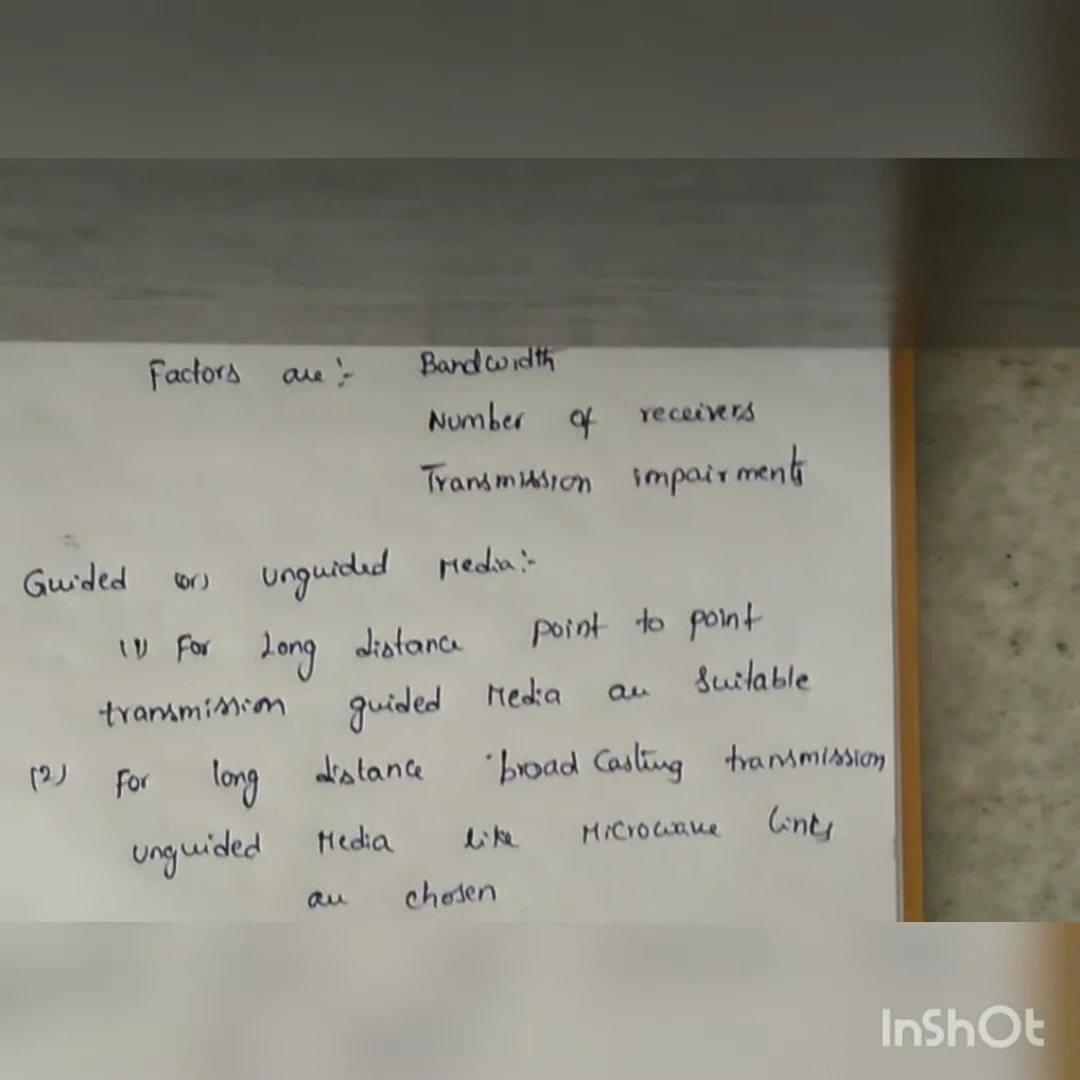 Factors are:- Bandwidth
Number of receivers
Transmission impairments
Guided (or) unguided Media:-
(1) For Long distance point to point
transmission guided Media are suitable
(2) For long distance broad Casting transmission
unguided Media like Microwave links
are chosen
InShOt